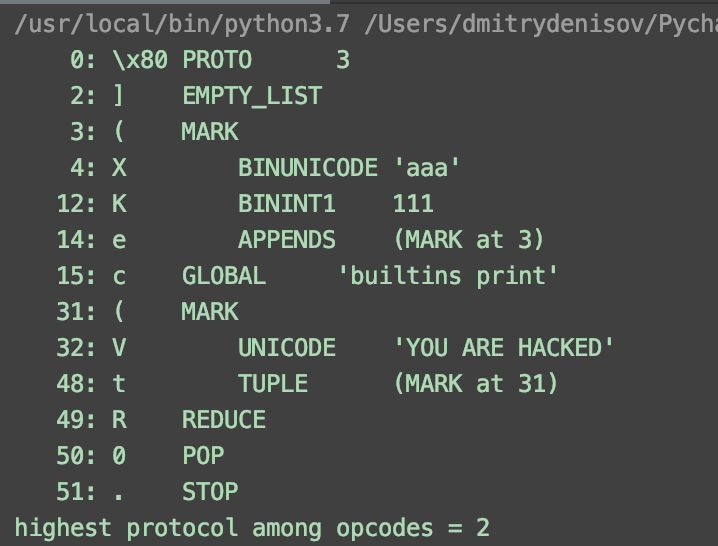 /usr/local/bin/python3.7 /Users/dmitrydenisov/Pycha
0: \x80 PROTO 3
2: ] EMPTY_LIST
3: ( MARK
4: X BINUNICODE 'aaa'
12: K BININT1 111
14: e APPENDS (MARK at 3)
15: c GLOBAL 'builtins print'
31: ( MARK
32: V UNICODE 'YOU ARE HACKED'
48: t TUPLE (MARK at 31)
49: R REDUCE
50: 0 POP
51: . STOP
highest protocol among opcodes = 2